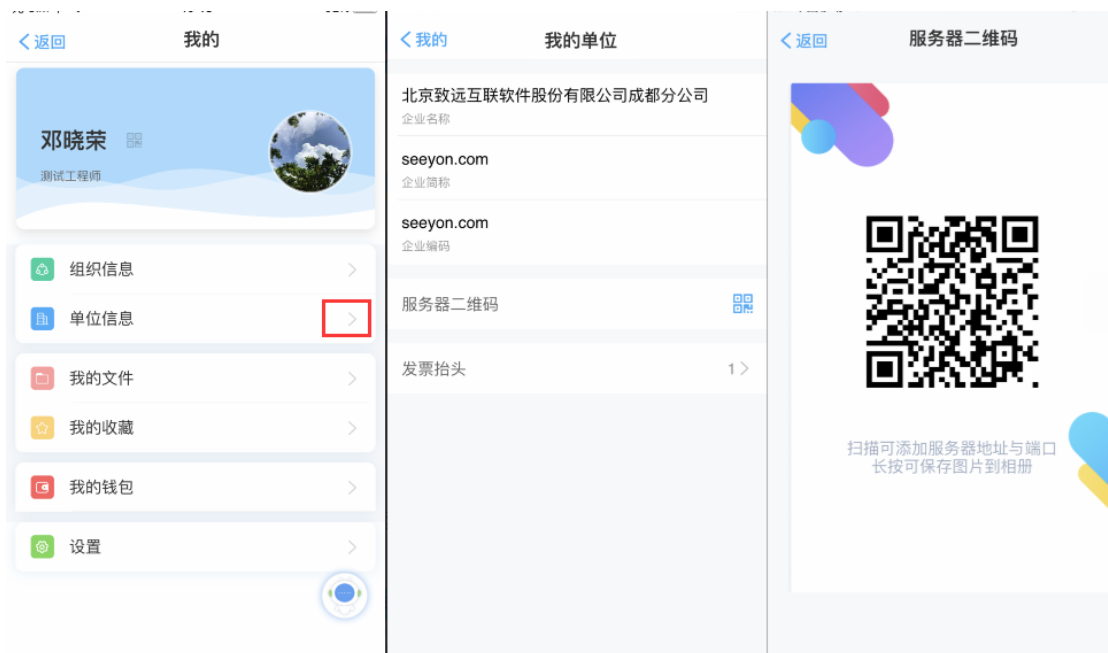 返回
我的
邓晓荣
测试工程师
组织信息
单位信息
我的文件
我的收藏
我的钱包
设置
我的
我的单位
北京致远互联软件股份有限公司成都分公司
企业名称
seeyon.com
企业简称
seeyon.com
企业编码
服务器二维码
发票抬头
1
返回
服务器二维码
扫描可添加服务器地址与端口
长按可保存图片到相册